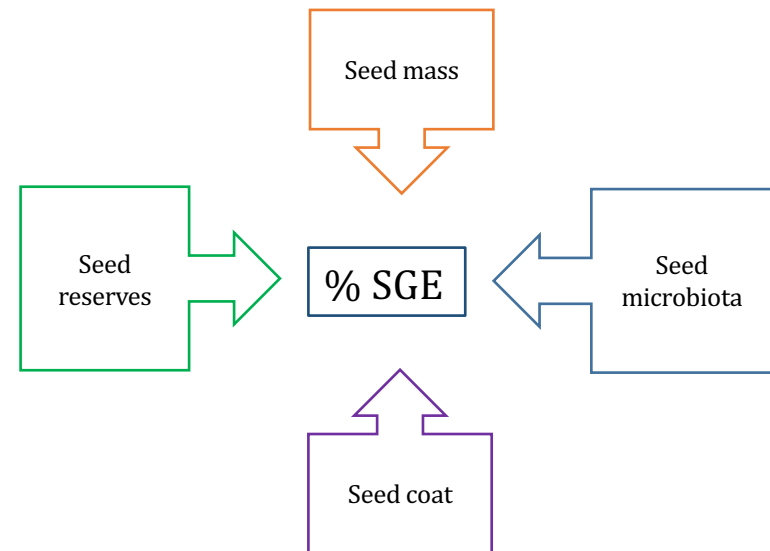 Seed mass
Seed
reserves
% SGE
Seed
microbiota
Seed coat